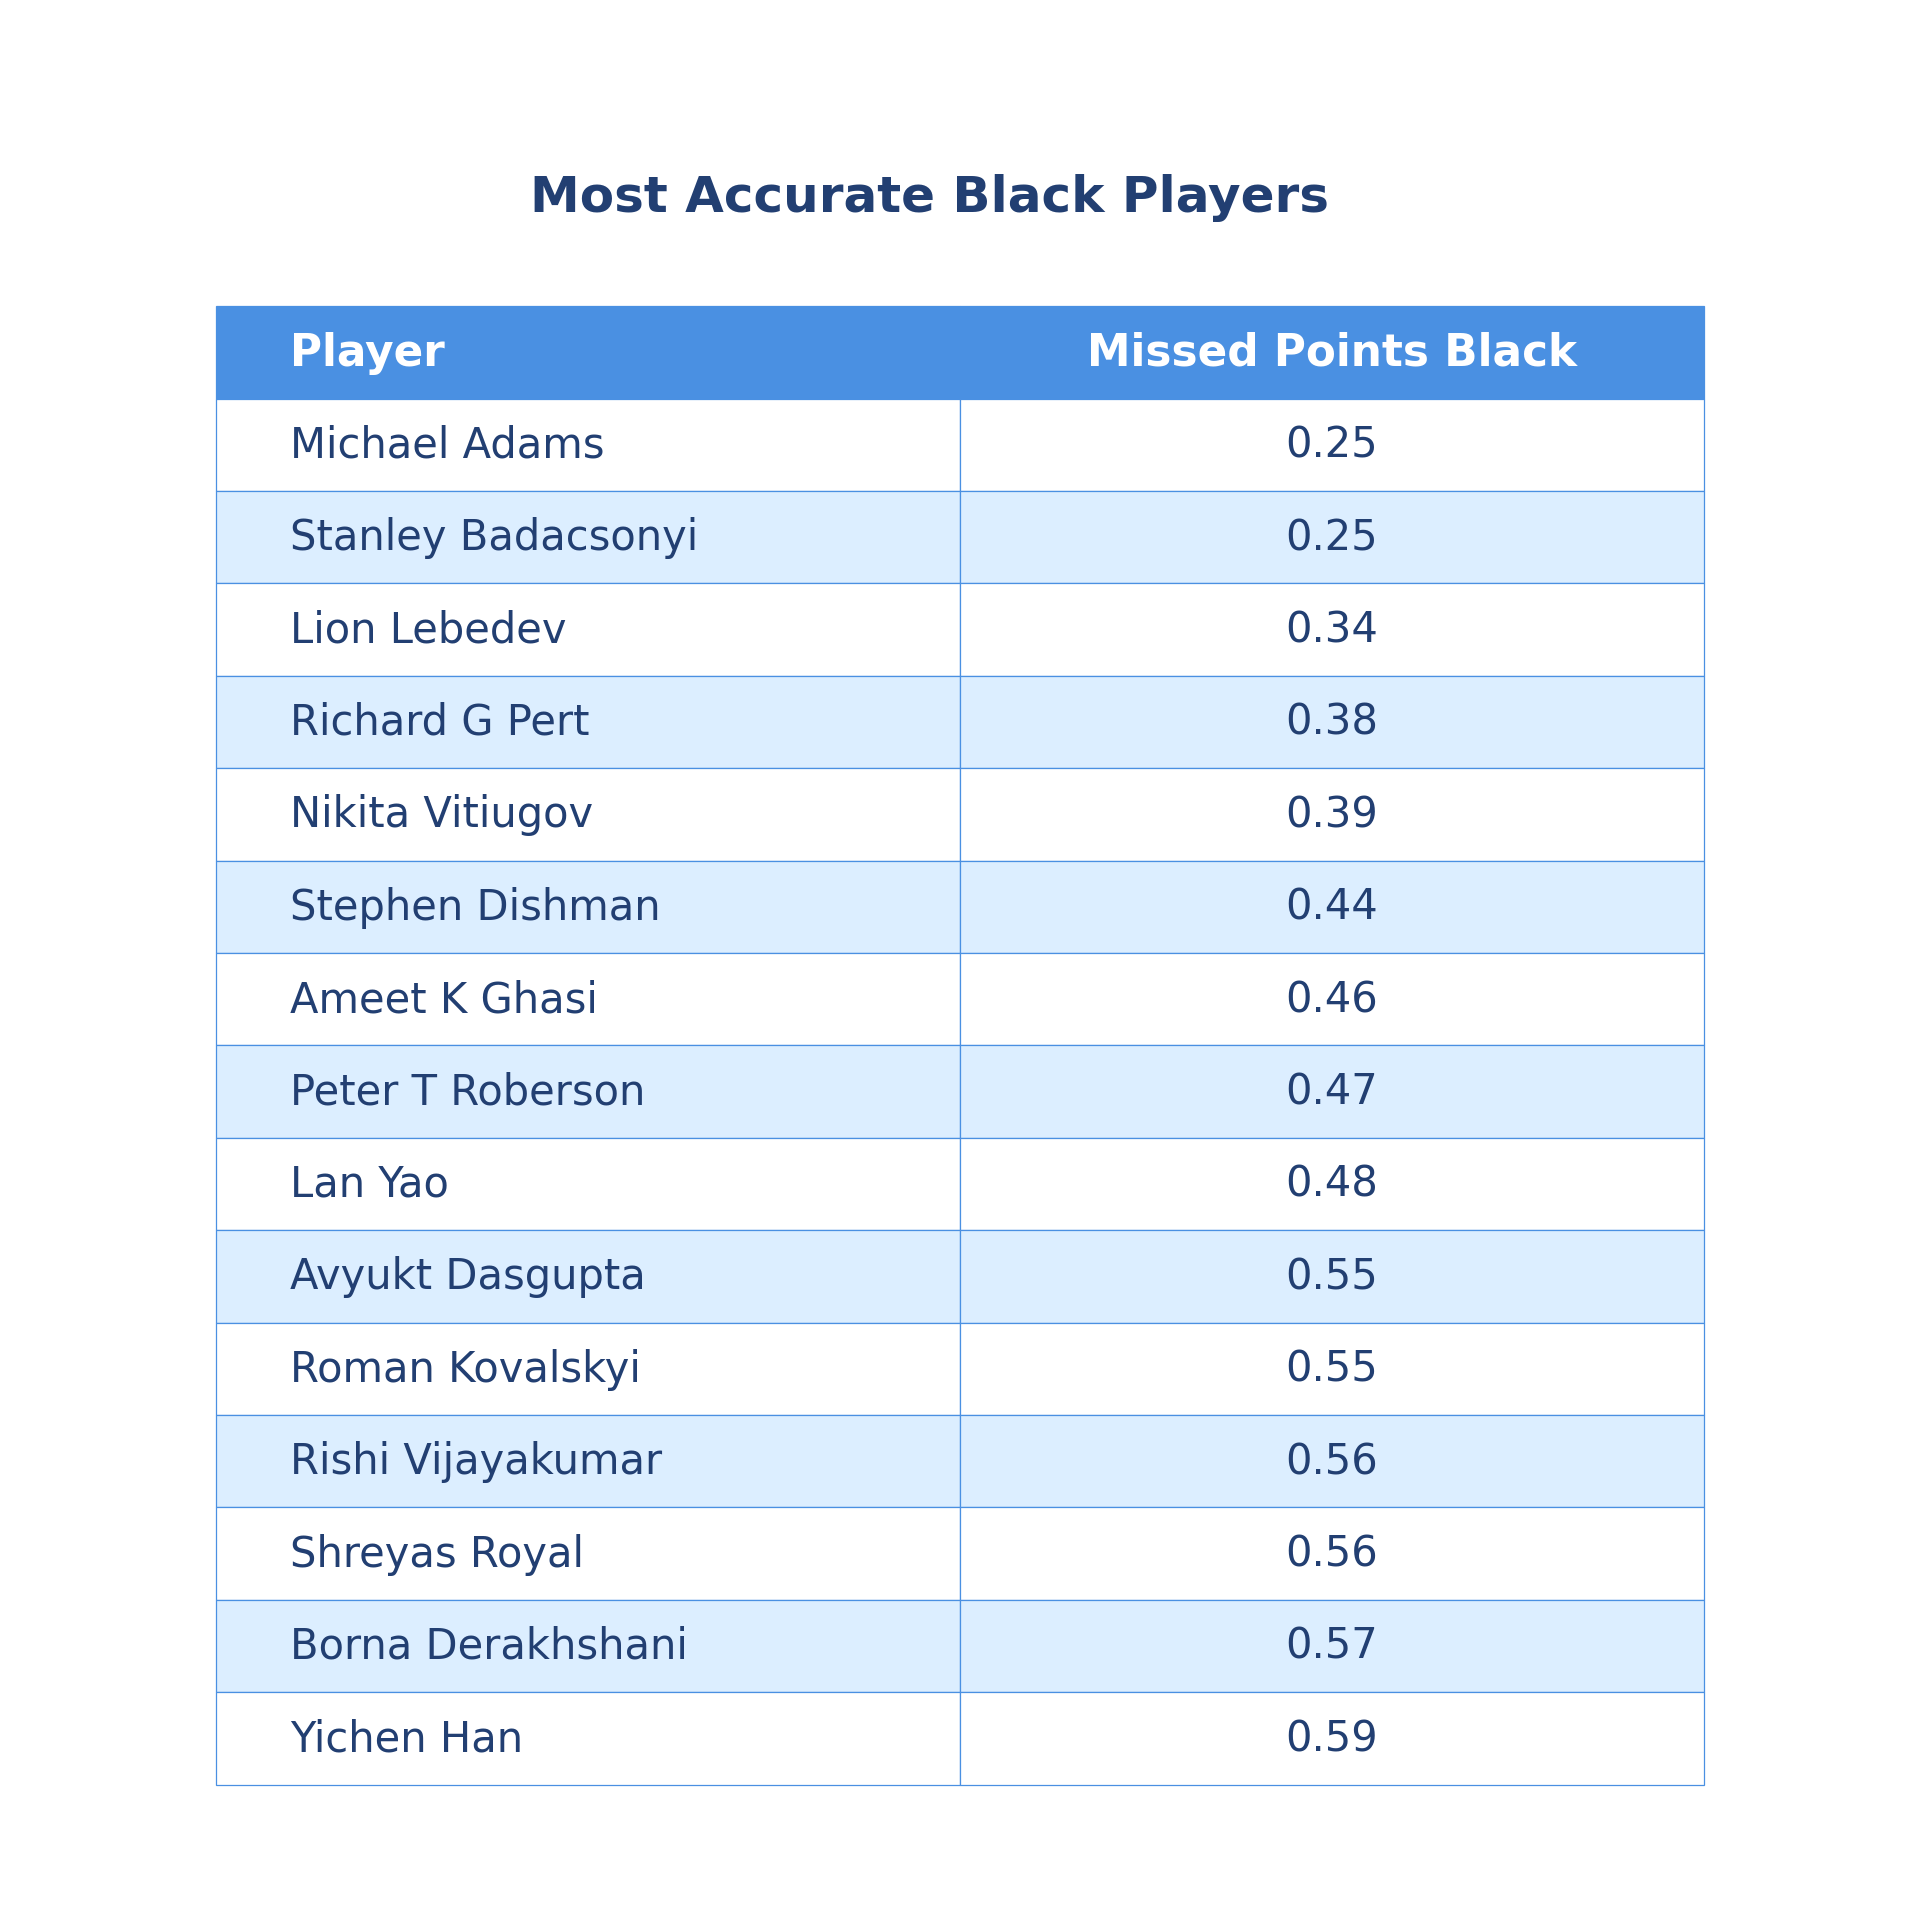 Most Accurate Black Players
Player Missed Points Black
Michael Adams 0.25
Stanley Badacsonyi 0.25
Lion Lebedev 0.34
Richard G Pert 0.38
Nikita Vitiugov 0.39
Stephen Dishman 0.44
Ameet K Ghasi 0.46
Peter T Roberson 0.47
Lan Yao 0.48
Avyukt Dasgupta 0.55
Roman Kovalskyi 0.55
Rishi Vijayakumar 0.56
Shreyas Royal 0.56
Borna Derakhshani 0.57
Yichen Han 0.59